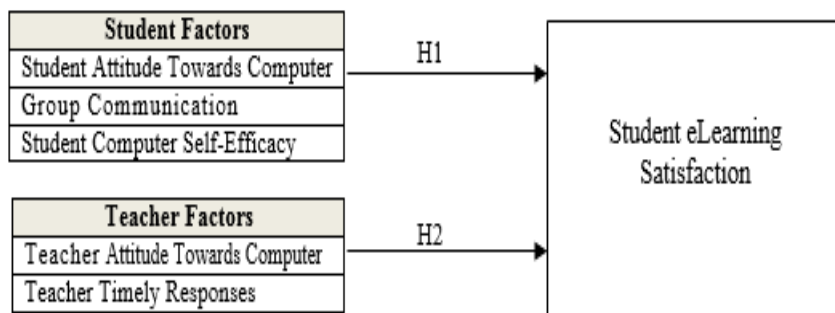 Student Factors
Student Attitude Towards Computer
Group Communication
Student Computer Self-Efficacy
H1
Teacher Factors
Teacher Attitude Towards Computer
Teacher Timely Responses
H2
Student eLearning
Satisfaction